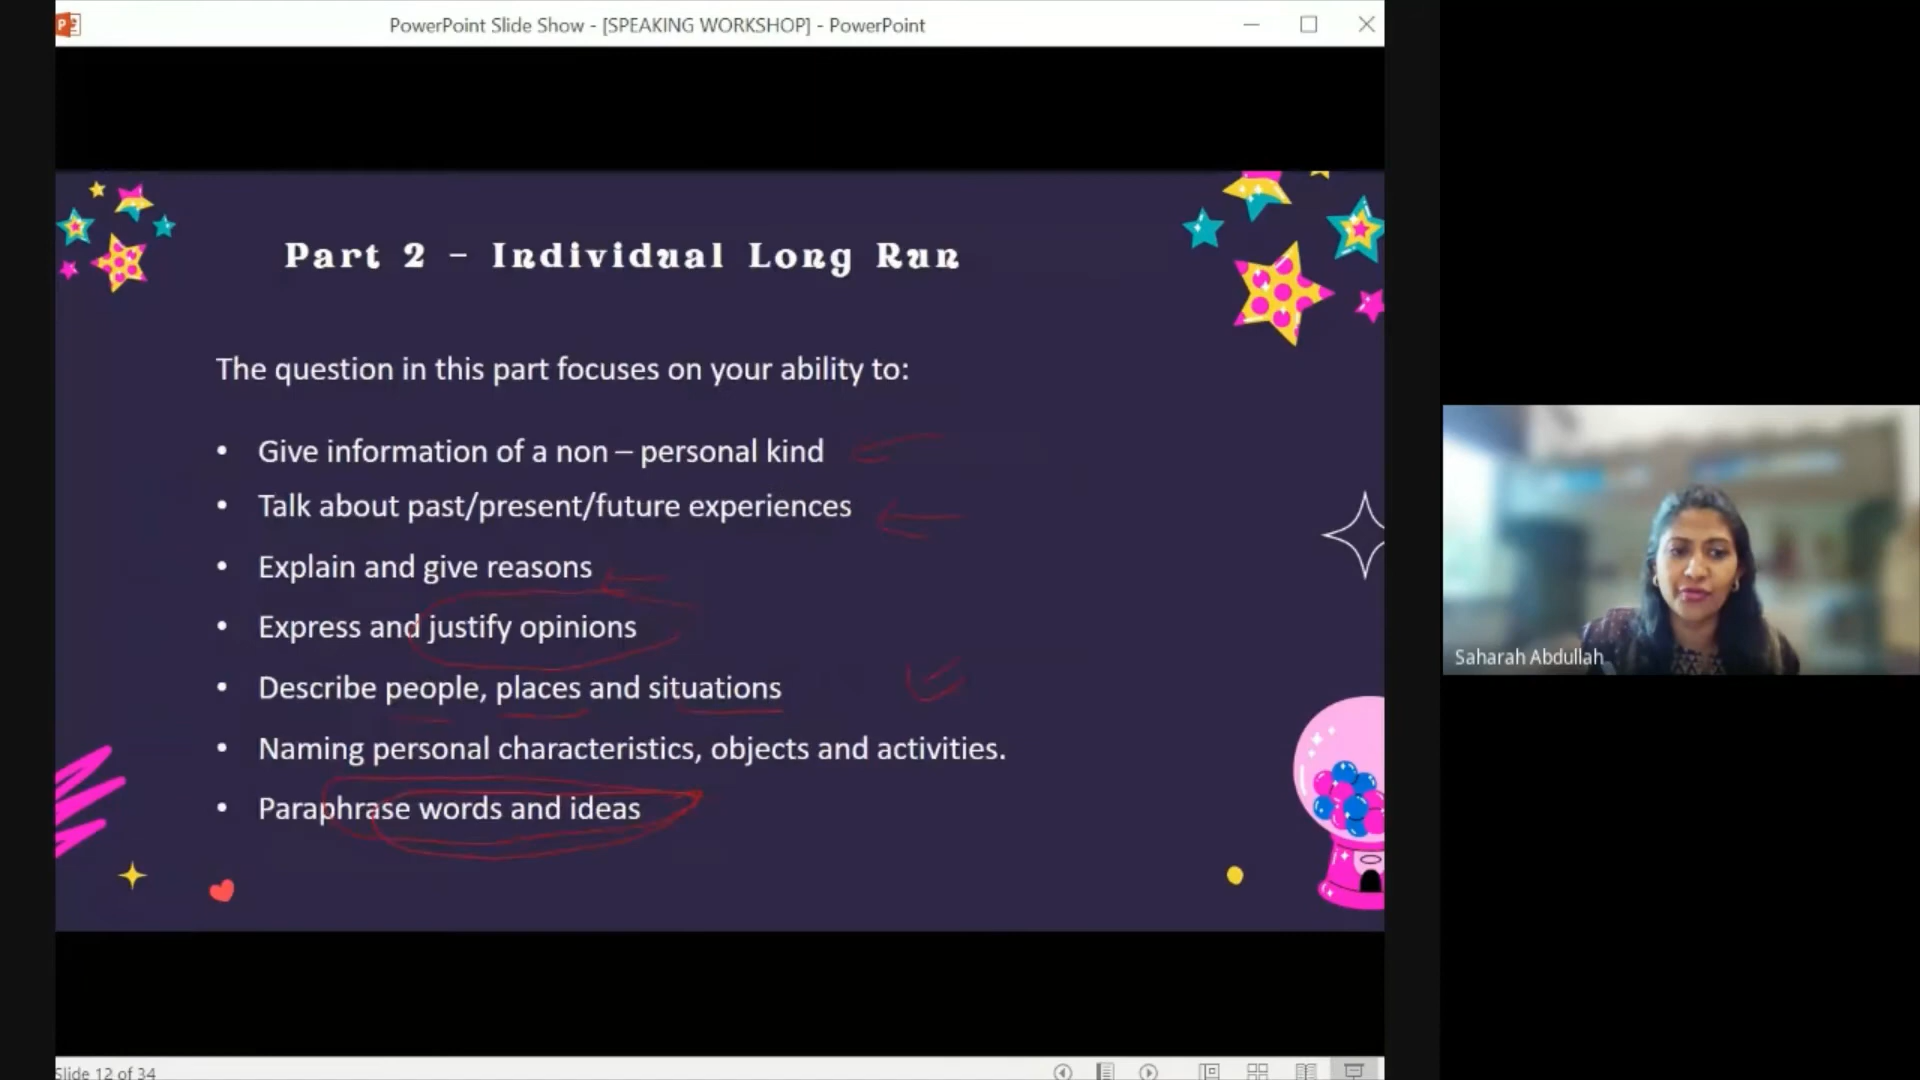 PowerPoint Slide Show - [SPEAKING WORKSHOP] - PowerPoint
Part 2 – Individual Long Run
The question in this part focuses on your ability to:
• Give information of a non – personal kind
• Talk about past/present/future experiences
• Explain and give reasons
• Express and justify opinions
• Describe people, places and situations
• Naming personal characteristics, objects and activities.
• Paraphrase words and ideas
Saharah Abdullah
Slide 12 of 34